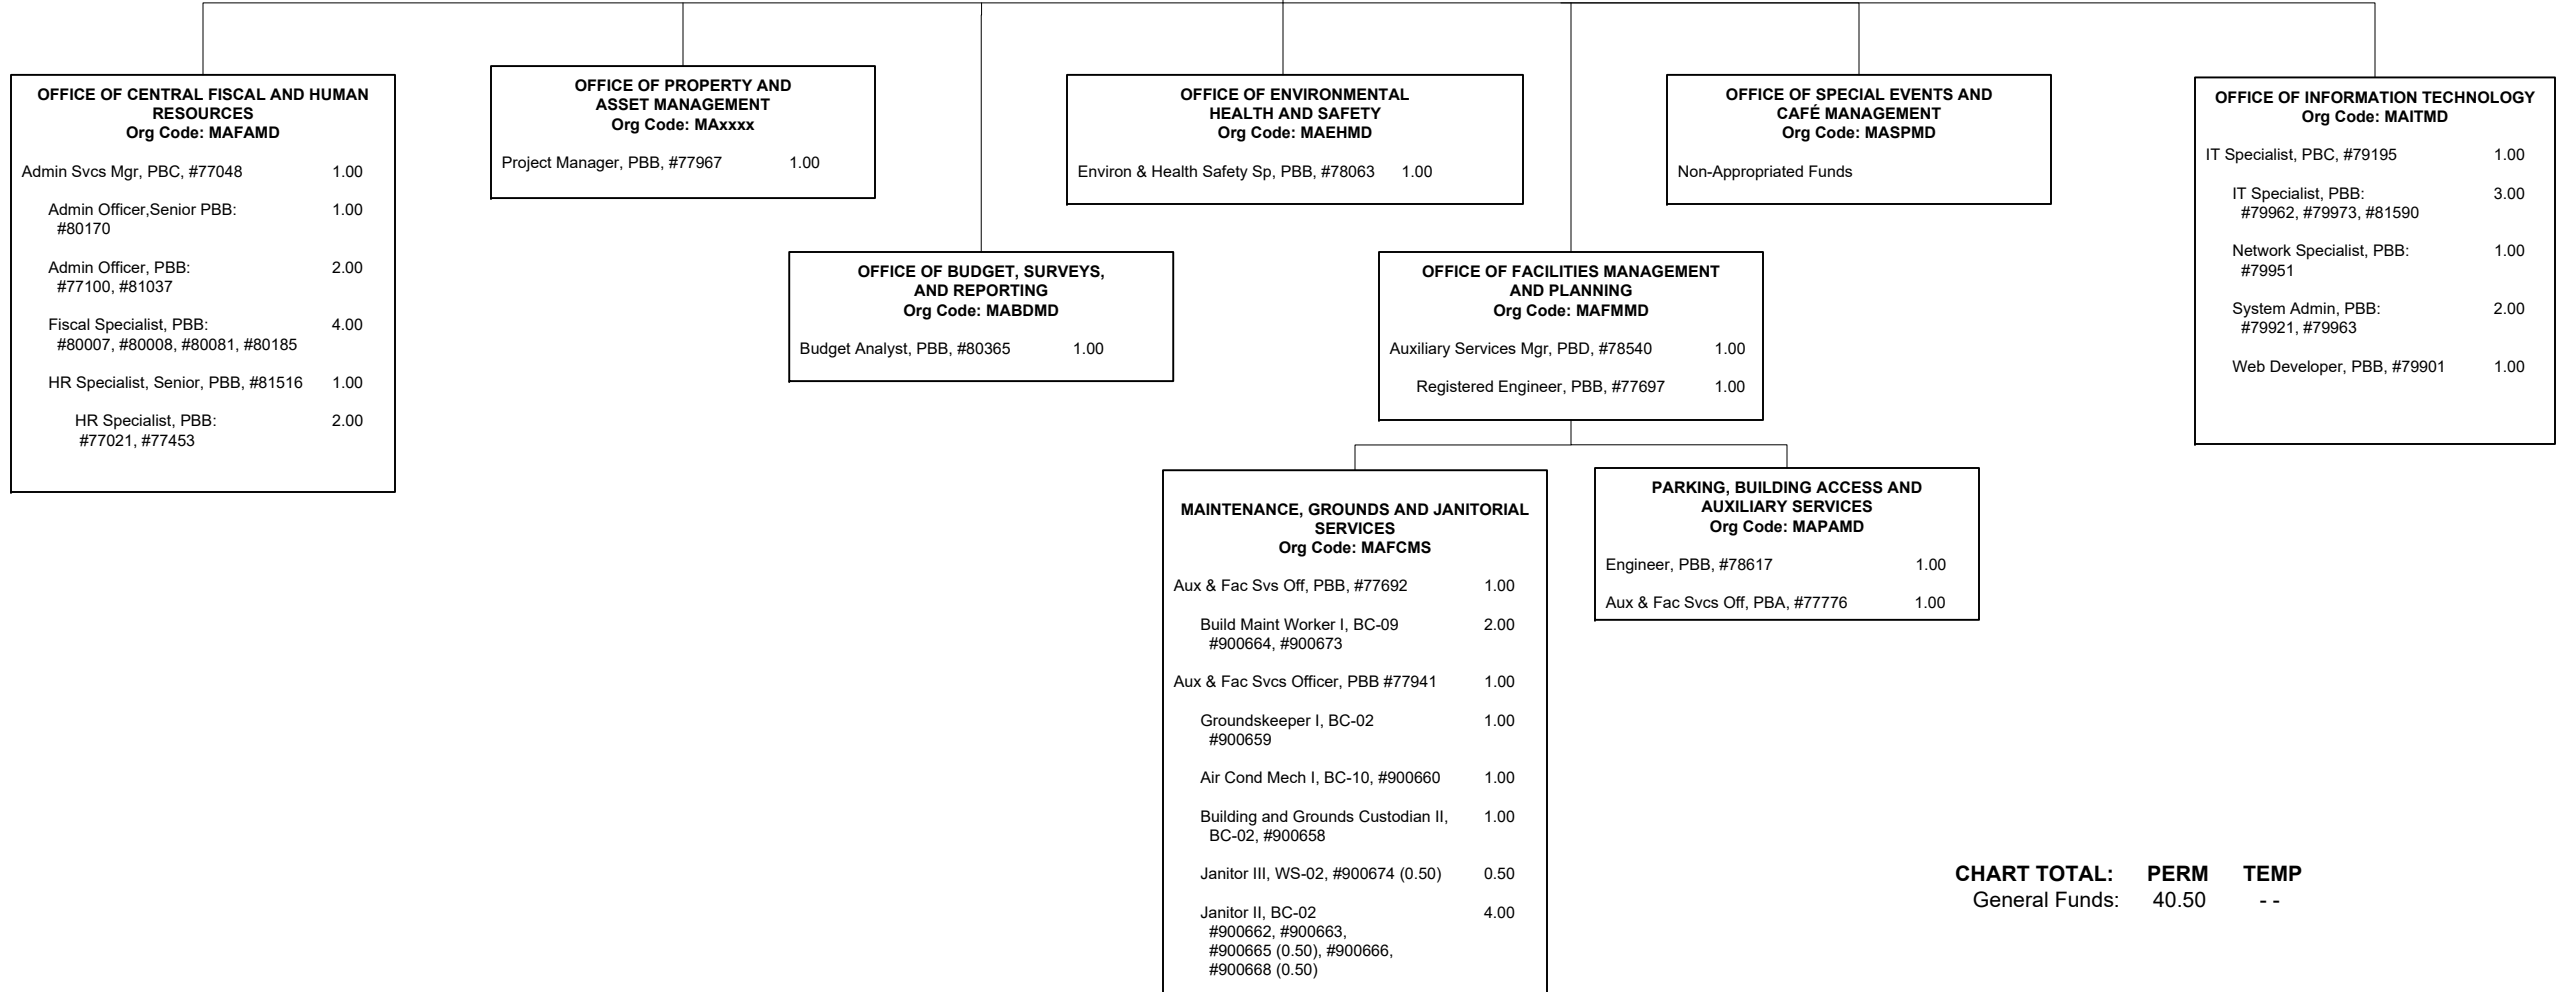 OFFICE OF CENTRAL FISCAL AND HUMAN
RESOURCES
Org Code: MAFAMD
Admin Svcs Mgr, PBC, #77048 1.00
Admin Officer,Senior PBB: 1.00
#80170
Admin Officer, PBB: 2.00
#77100, #81037
Fiscal Specialist, PBB: 4.00
#80007, #80008, #80081, #80185
HR Specialist, Senior, PBB, #81516 1.00
HR Specialist, PBB: 2.00
#77021, #77453
OFFICE OF PROPERTY AND
ASSET MANAGEMENT
Org Code: MAxxxx
Project Manager, PBB, #77967 1.00
OFFICE OF BUDGET, SURVEYS,
AND REPORTING
Org Code: MABDMD
Budget Analyst, PBB, #80365 1.00
OFFICE OF ENVIRONMENTAL
HEALTH AND SAFETY
Org Code: MAEHMD
Environ & Health Safety Sp, PBB, #78063 1.00
OFFICE OF FACILITIES MANAGEMENT
AND PLANNING
Org Code: MAFMMD
Auxiliary Services Mgr, PBD, #78540 1.00
Registered Engineer, PBB, #77697 1.00
MAINTENANCE, GROUNDS AND JANITORIAL
SERVICES
Org Code: MAFCMS
Aux & Fac Svs Off, PBB, #77692 1.00
Build Maint Worker I, BC-09 2.00
#900664, #900673
Aux & Fac Svcs Officer, PBB #77941 1.00
Groundskeeper I, BC-02 1.00
#900659
Air Cond Mech I, BC-10, #900660 1.00
Building and Grounds Custodian II, 1.00
BC-02, #900658
Janitor III, WS-02, #900674 (0.50) 0.50
Janitor II, BC-02 4.00
#900662, #900663,
#900665 (0.50), #900666,
#900668 (0.50)
PARKING, BUILDING ACCESS AND
AUXILIARY SERVICES
Org Code: MAPAMD
Engineer, PBB, #78617 1.00
Aux & Fac Svcs Off, PBA, #77776 1.00
OFFICE OF SPECIAL EVENTS AND
CAFÉ MANAGEMENT
Org Code: MASPMD
Non-Appropriated Funds
OFFICE OF INFORMATION TECHNOLOGY
Org Code: MAITMD
IT Specialist, PBC, #79195 1.00
IT Specialist, PBB: 3.00
#79962, #79973, #81590
Network Specialist, PBB: 1.00
#79951
System Admin, PBB: 2.00
#79921, #79963
Web Developer, PBB, #79901 1.00
CHART TOTAL: PERM TEMP
General Funds: 40.50 - -